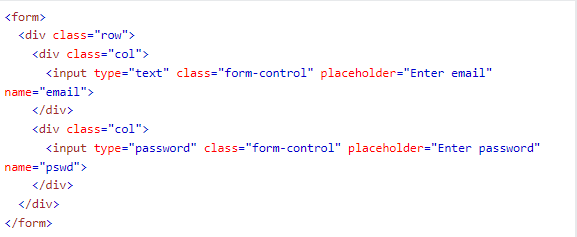 <form>
  <div class="row">
    <div class="col">
      <input type="text" class="form-control" placeholder="Enter email"
name="email">
    </div>
    <div class="col">
      <input type="password" class="form-control" placeholder="Enter password"
name="pswd">
    </div>
  </div>
</form>